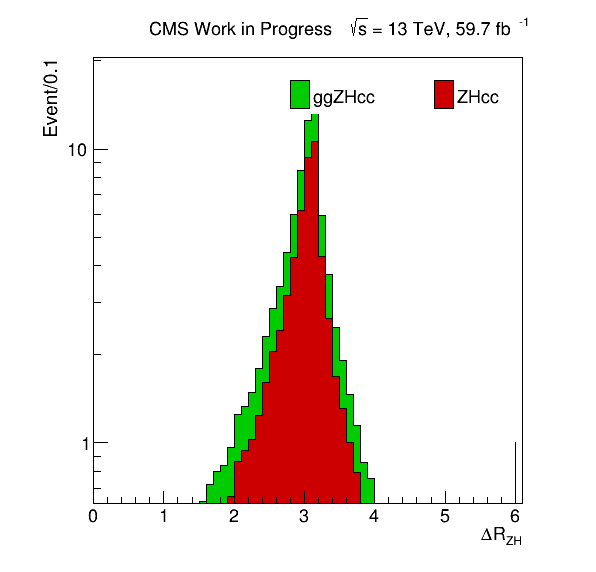 CMS Work in Progress √s = 13 TeV, 59.7 fb⁻¹
Event/0.1
ggZHcc ZHcc
10
1
0 1 2 3 4 5 6
ΔR_ZH